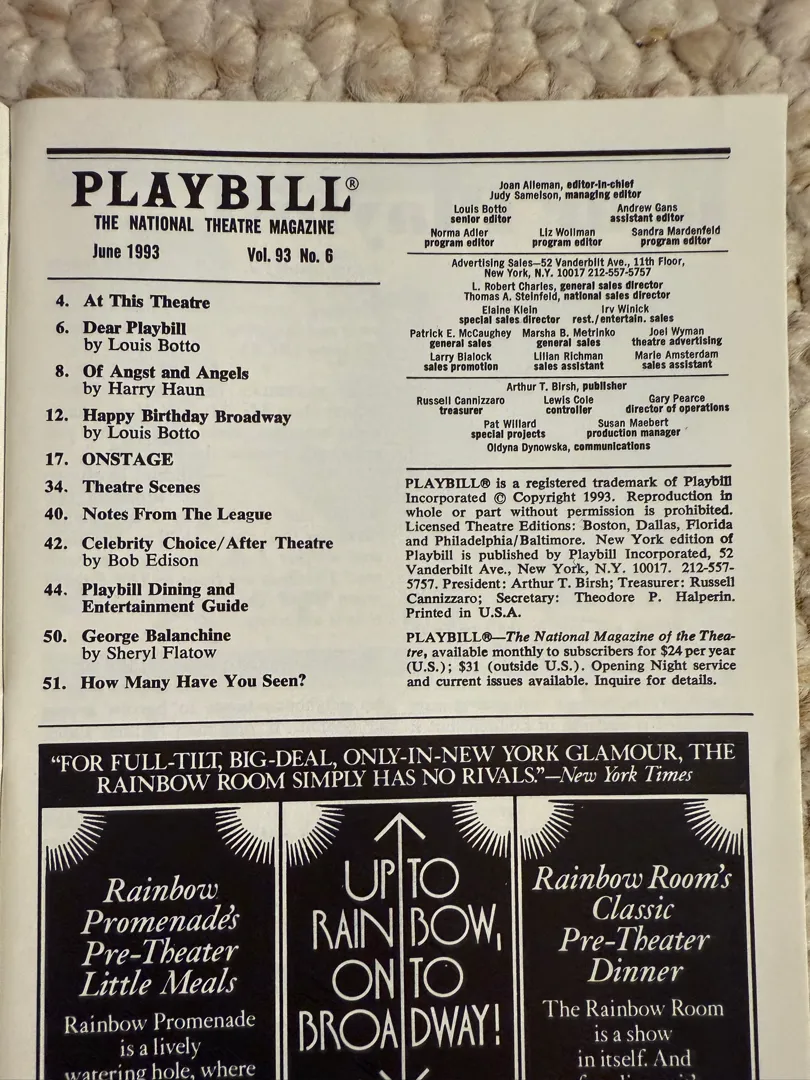 PLAYBILL®
THE NATIONAL THEATRE MAGAZINE
June 1993 Vol. 93 No. 6
4. At This Theatre
6. Dear Playbill
by Louis Botto
8. Of Angst and Angels
by Harry Haun
12. Happy Birthday Broadway
by Louis Botto
17. ONSTAGE
34. Theatre Scenes
40. Notes From The League
42. Celebrity Choice/After Theatre
by Bob Edison
44. Playbill Dining and
Entertainment Guide
50. George Balanchine
by Sheryl Flatow
51. How Many Have You Seen?
Joan Alleman, editor-in-chief
Judy Samelson, managing editor
Louis Botto Andrew Gans
senior editor assistant editor
Norma Adler Liz Wollman Sandra Mardenfeld
program editor program editor program editor
Advertising Sales—52 Vanderbilt Ave., 11th Floor,
New York, N.Y. 10017 212-557-5757
L. Robert Charles, general sales director
Thomas A. Steinfeld, national sales director
Elaine Klein Irv Winick
special sales director rest./entertain. sales
Patrick E. McCaughey Marsha B. Metrinko Joel Wyman
general sales general sales theatre advertising
Larry Blalock Lilian Richman Marie Amsterdam
sales promotion sales assistant sales assistant
Arthur T. Birsh, publisher
Russell Cannizzaro Lewis Cole Gary Pearce
treasurer controller director of operations
Pat Willard Susan Maebert
special projects production manager
Oldyna Dynowska, communications
PLAYBILL® is a registered trademark of Playbill
Incorporated © Copyright 1993. Reproduction in
whole or part without permission is prohibited.
Licensed Theatre Editions: Boston, Dallas, Florida
and Philadelphia/Baltimore. New York edition of
Playbill is published by Playbill Incorporated, 52
Vanderbilt Ave., New York, N.Y. 10017. 212-557-
5757. President: Arthur T. Birsh; Treasurer: Russell
Cannizzaro; Secretary: Theodore P. Halperin.
Printed in U.S.A.
PLAYBILL®—The National Magazine of the Thea-
tre, available monthly to subscribers for $24 per year
(U.S.); $31 (outside U.S.). Opening Night service
and current issues available. Inquire for details.
“FOR FULL-TILT, BIG-DEAL, ONLY-IN-NEW YORK GLAMOUR, THE
RAINBOW ROOM SIMPLY HAS NO RIVALS.”—New York Times
Rainbow
Promenade's
Pre-Theater
Little Meals
Rainbow Promenade
is a lively
watering hole, where
UP TO
RAINBOW,
ON TO
BROADWAY!
Rainbow Room's
Classic
Pre-Theater
Dinner
The Rainbow Room
is a show
in itself. And